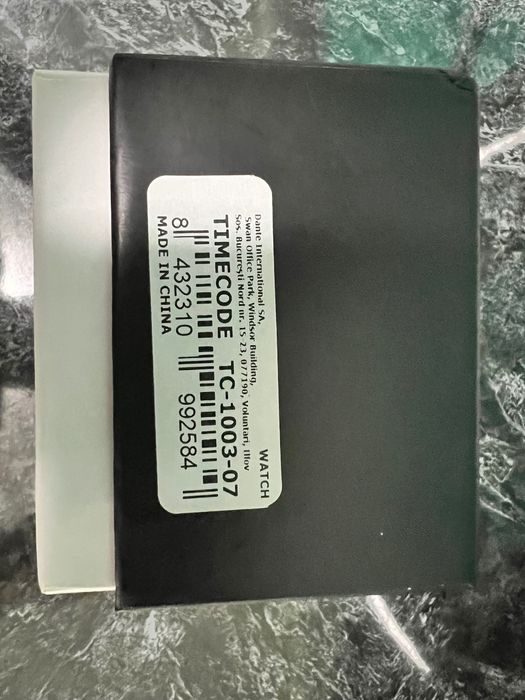 Dante International SA,
Swan Office Park, Windsor Building,
Sos. București Nord nr. 15-23, 077190, Voluntari, Ilfov
WATCH
TIMECODE TC-1003-07
8 432310 992584
MADE IN CHINA